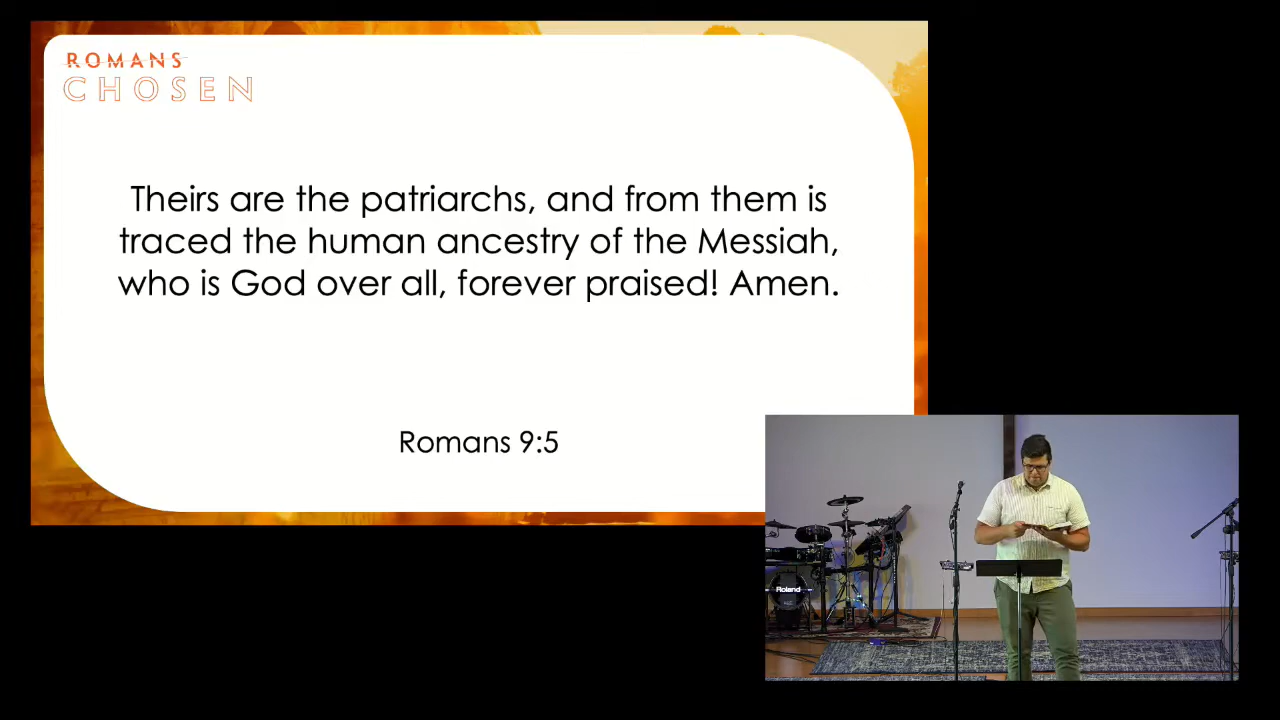 ROMANS
CHOSEN
Theirs are the patriarchs, and from them is
traced the human ancestry of the Messiah,
who is God over all, forever praised! Amen.
Romans 9:5
Roland